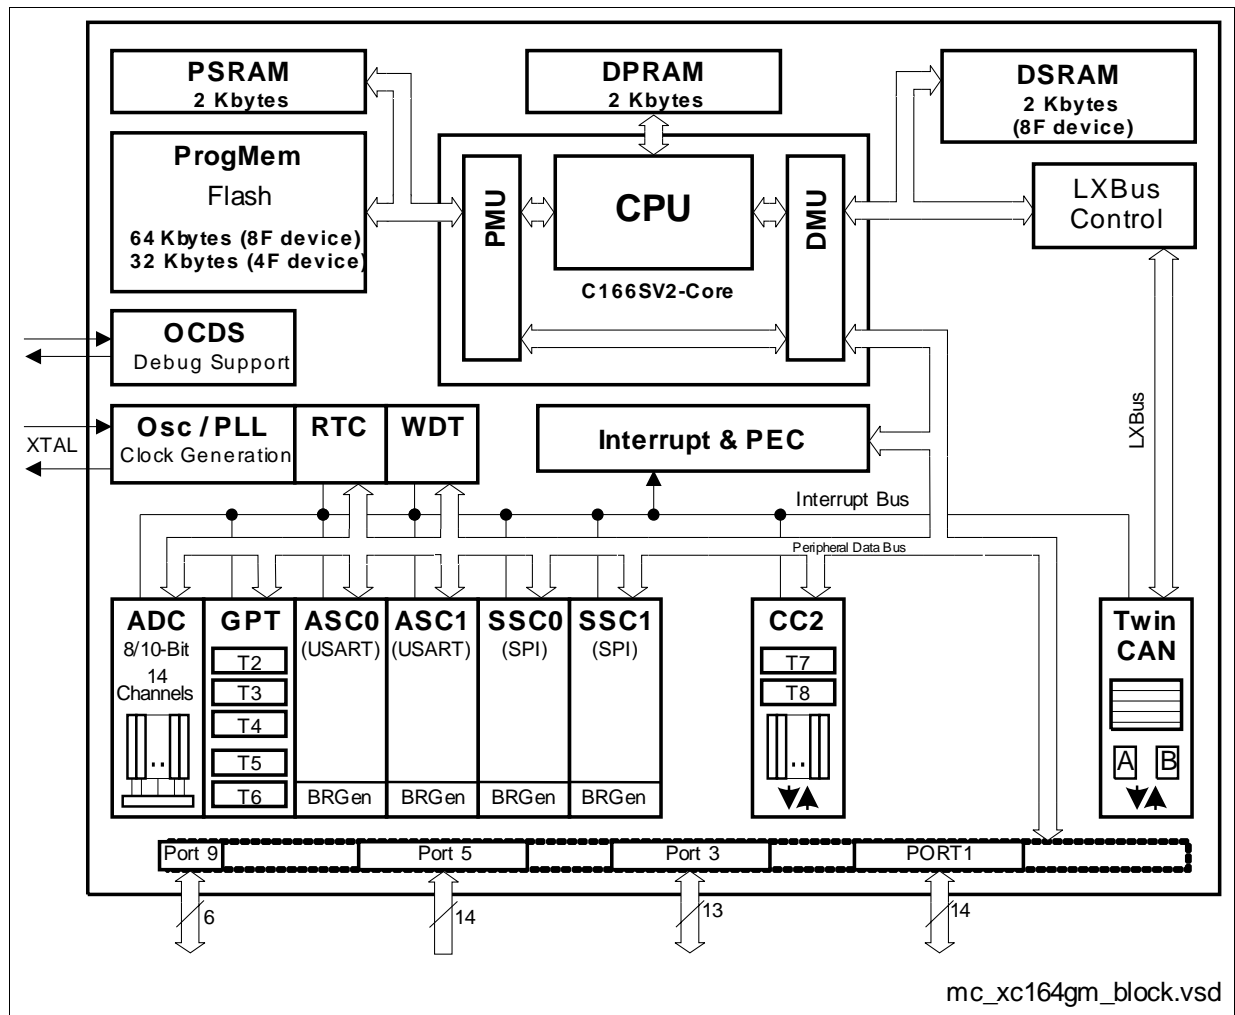 PSRAM
2 Kbytes
DPRAM
2 Kbytes
DSRAM
2 Kbytes
(8F device)
ProgMem
Flash
64 Kbytes (8F device)
32 Kbytes (4F device)
PMU
CPU
DMU
C166SV2-Core
LXBus
Control
OCDS
Debug Support
XTAL
Osc / PLL
Clock Generation
RTC
WDT
Interrupt & PEC
LXBus
Interrupt Bus
Peripheral Data Bus
ADC
8/10-Bit
14
Channels
GPT
T2
T3
T4
T5
T6
ASC0
(USART)
BRGen
ASC1
(USART)
BRGen
SSC0
(SPI)
BRGen
SSC1
(SPI)
BRGen
CC2
T7
T8
Twin
CAN
A
B
Port 9
Port 5
Port 3
PORT1
6
14
13
14
mc_xc164gm_block.vsd